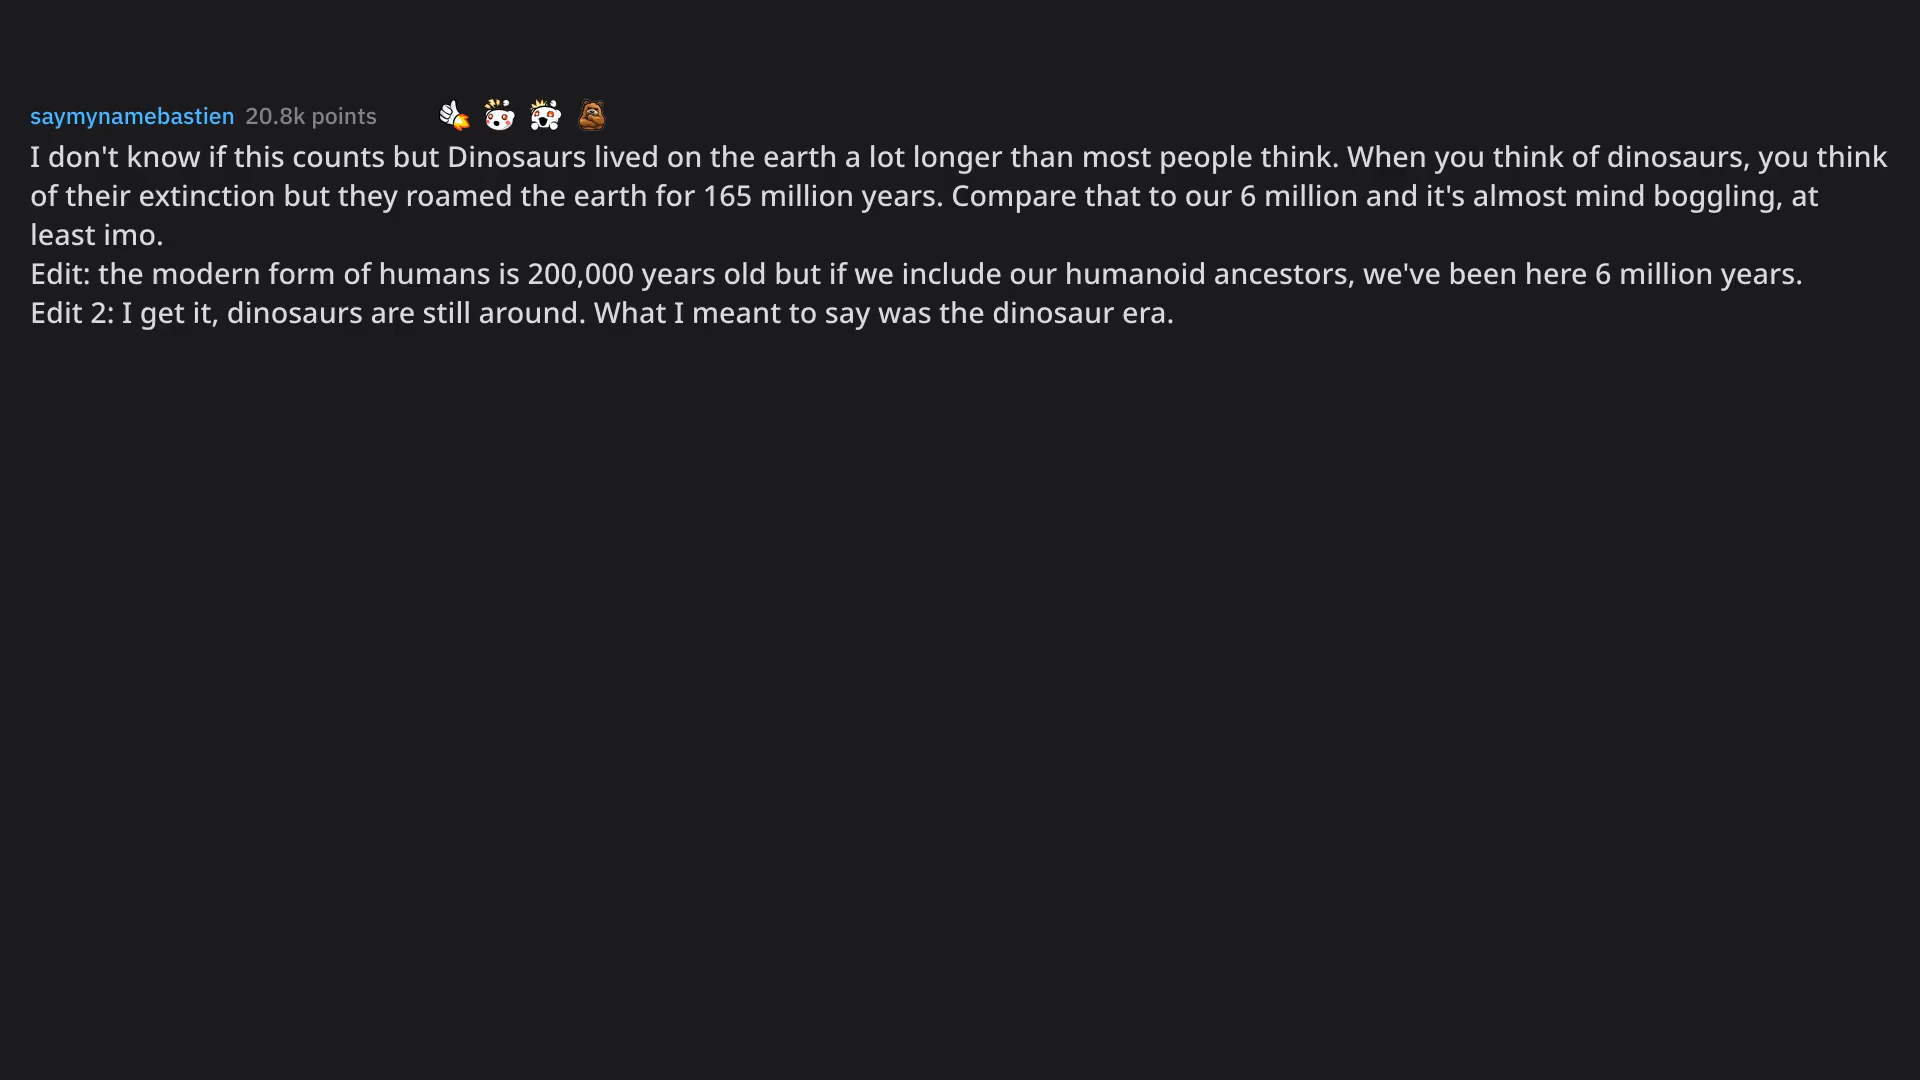 saymynamebastien 20.8k points
I don't know if this counts but Dinosaurs lived on the earth a lot longer than most people think. When you think of dinosaurs, you think
of their extinction but they roamed the earth for 165 million years. Compare that to our 6 million and it's almost mind boggling, at
least imo.
Edit: the modern form of humans is 200,000 years old but if we include our humanoid ancestors, we've been here 6 million years.
Edit 2: I get it, dinosaurs are still around. What I meant to say was the dinosaur era.